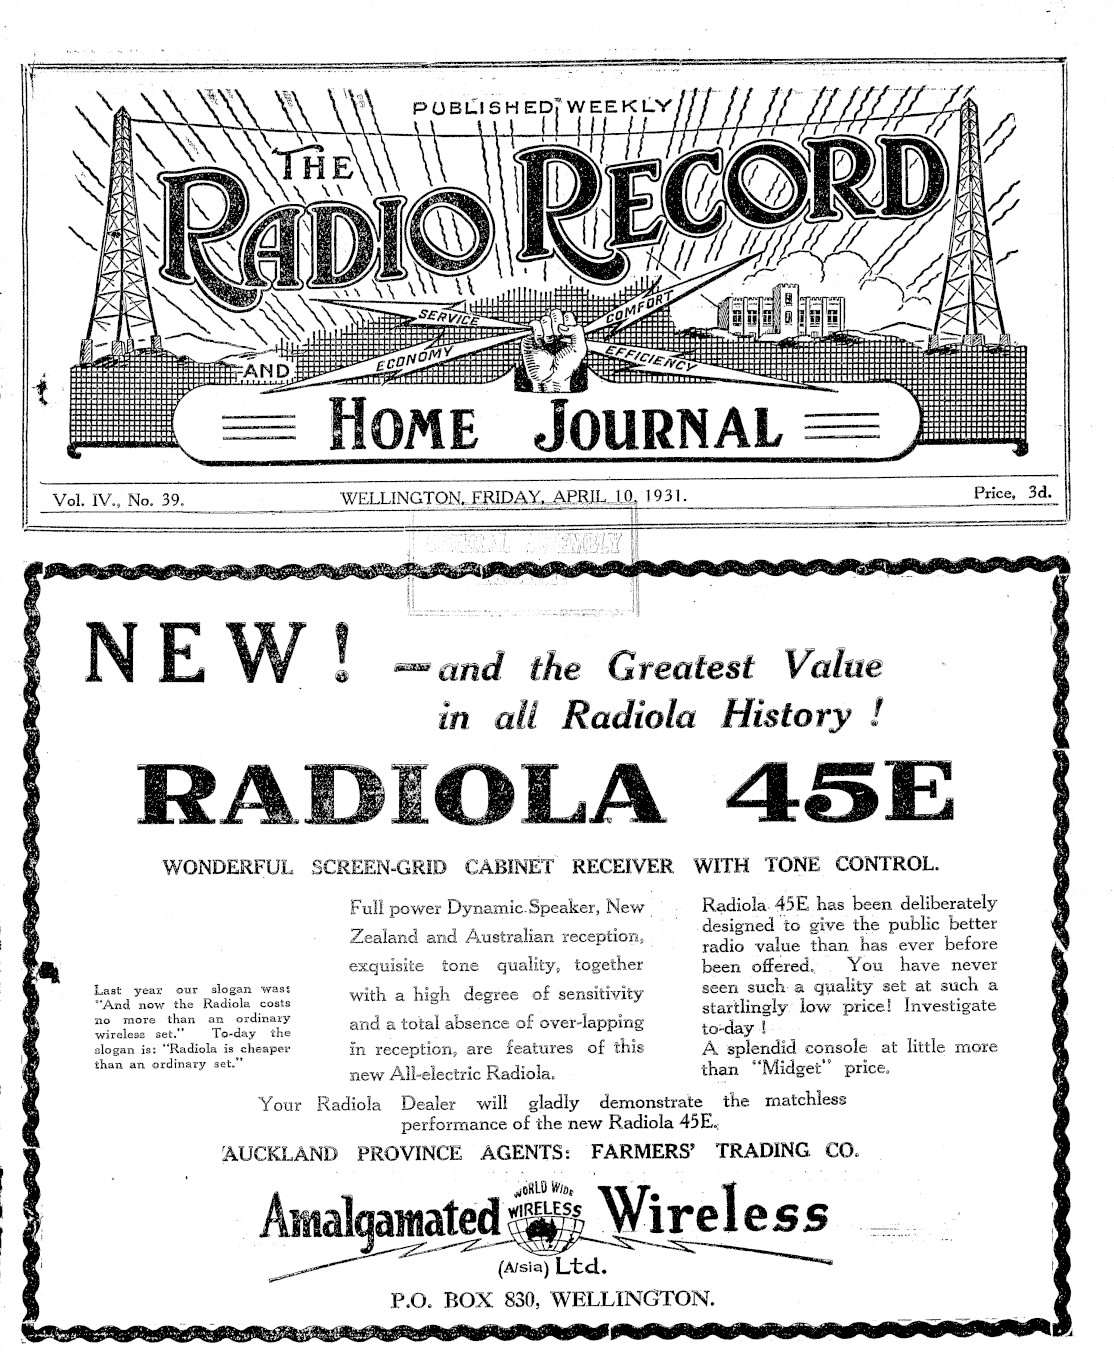 PUBLISHED WEEKLY
THE
RADIO RECORD
SERVICE
COMFORT
ECONOMY
EFFICIENCY
AND
HOME JOURNAL
Vol. IV., No. 39.
WELLINGTON, FRIDAY, APRIL 10, 1931.
Price, 3d.
NEW! —and the Greatest Value
in all Radiola History !
RADIOLA 45E
WONDERFUL SCREEN-GRID CABINET RECEIVER WITH TONE CONTROL.
Last year our slogan was:
"And now the Radiola costs
no more than an ordinary
wireless set." To-day the
slogan is: "Radiola is cheaper
than an ordinary set."
Full power Dynamic Speaker, New
Zealand and Australian reception,
exquisite tone quality, together
with a high degree of sensitivity
and a total absence of over-lapping
in reception, are features of this
new All-electric Radiola.
Radiola 45E has been deliberately
designed to give the public better
radio value than has ever before
been offered. You have never
seen such a quality set at such a
startlingly low price! Investigate
to-day !
A splendid console at little more
than "Midget" price.
Your Radiola Dealer will gladly demonstrate the matchless
performance of the new Radiola 45E.
AUCKLAND PROVINCE AGENTS: FARMERS' TRADING CO.
Amalgamated
WORLD WIDE
WIRELESS
Wireless
(A/sia) Ltd.
P.O. BOX 830, WELLINGTON.